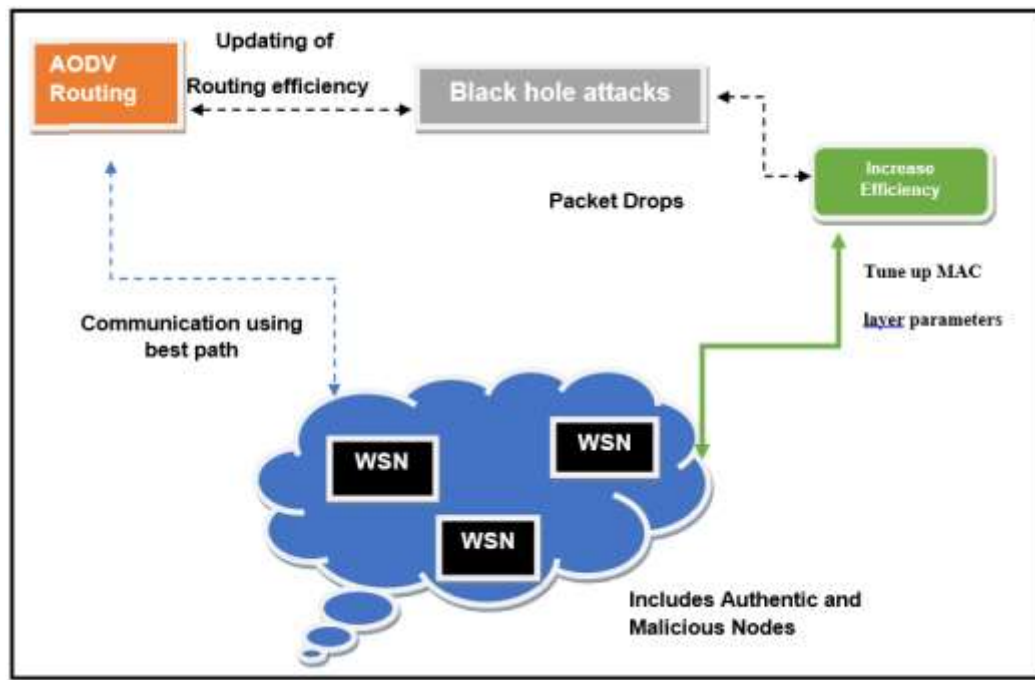 AODV
Routing
Updating of
Routing efficiency
Black hole attacks
Increase
Efficiency
Packet Drops
Tune up MAC
layer parameters
Communication using
best path
WSN
WSN
WSN
Includes Authentic and
Malicious Nodes